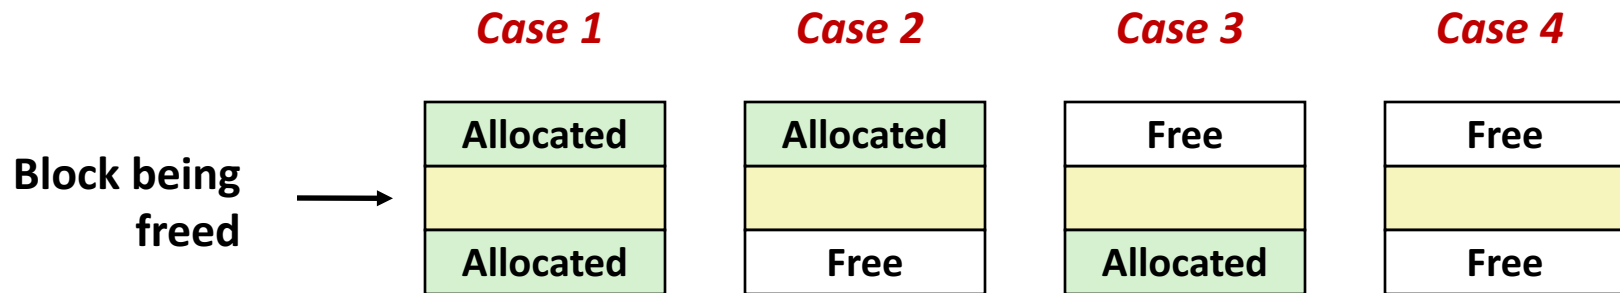 Case 1 Case 2 Case 3 Case 4
Allocated Allocated Free Free
Block being
freed
Allocated Free Allocated Free